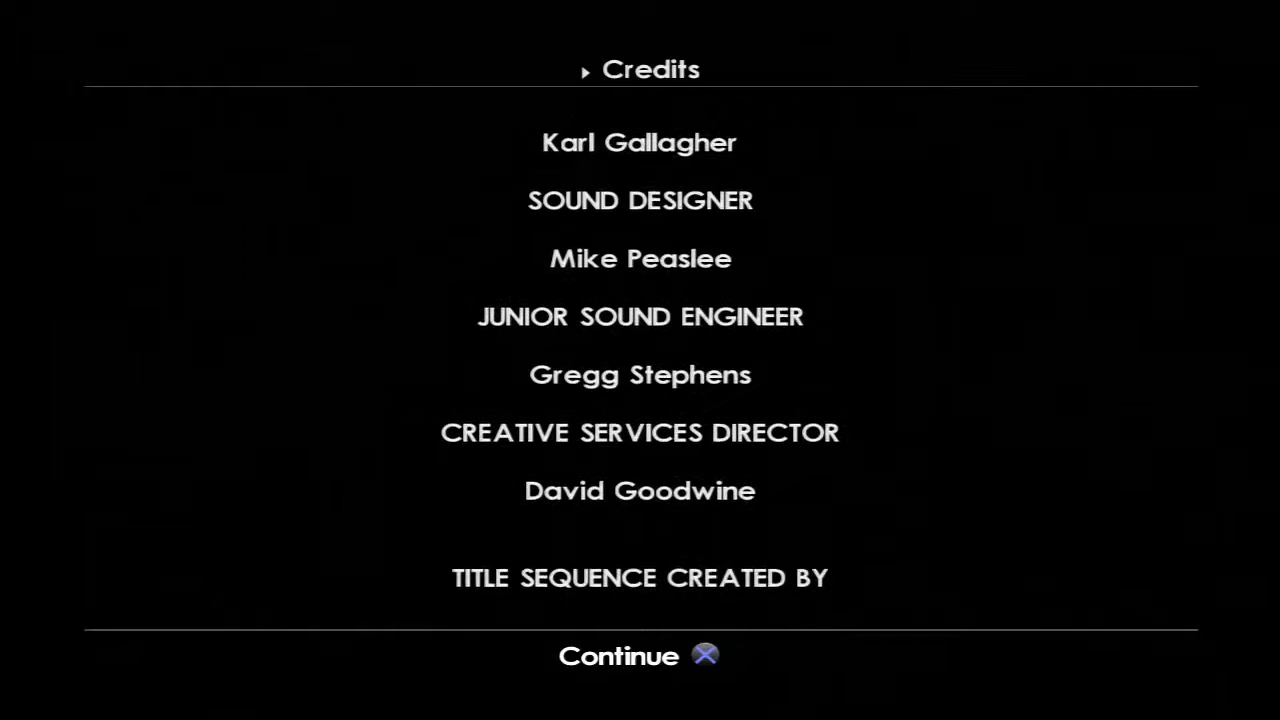 Credits
Karl Gallagher
SOUND DESIGNER
Mike Peaslee
JUNIOR SOUND ENGINEER
Gregg Stephens
CREATIVE SERVICES DIRECTOR
David Goodwine
TITLE SEQUENCE CREATED BY
Continue